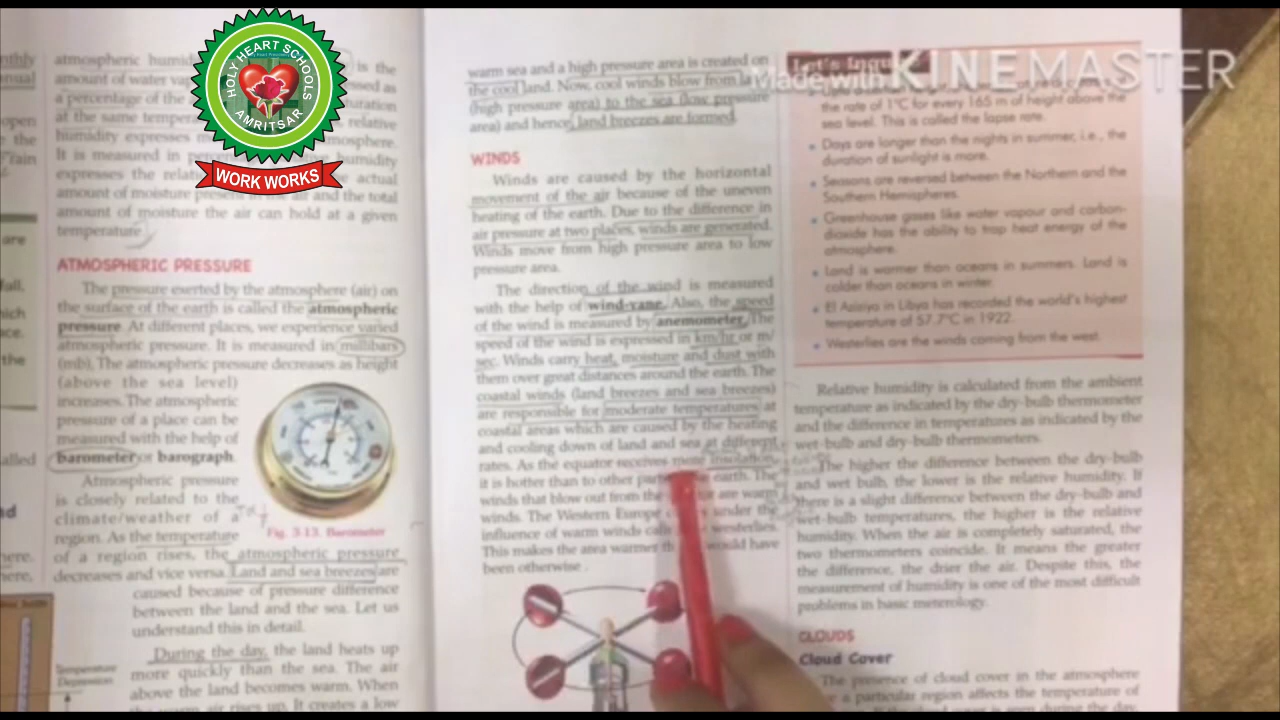 HOLY HEART SCHOOLS
AMRITSAR
WORK WORKS
Made with KINEMASTER
nthly
nnual
open
the
rain
are
fall.
hich
the
alled
nd
here.
here,
atmospheric humi is the
amount of water va sed as
a percentage of the uration
at the same tempera , relative
humidity expresses m mosphere.
It is measured in humidity
expresses the relat e actual
amount of moisture present air and the total
amount of moisture the air can hold at a given
temperature.
ATMOSPHERIC PRESSURE
The pressure exerted by the atmosphere (air) on
the surface of the earth is called the atmospheric
pressure. At different places, we experience varied
atmospheric pressure. It is measured in millibars
(mb). The atmospheric pressure decreases as height
(above the sea level)
increases. The atmospheric
pressure of a place can be
measured with the help of
barometer or barograph.
Atmospheric pressure
is closely related to the
climate/weather of a
region. As the temperature
Fig. 3.13. Barometer
of a region rises, the atmospheric pressure
decreases and vice versa. Land and sea breezes are
caused because of pressure difference
between the land and the sea. Let us
understand this in detail.
During the day, the land heats up
more quickly than the sea. The air
above the land becomes warm. When
the warm air rises up. It creates a low
Temperature
Depression
warm sea and a high pressure area is created on
the cool land. Now, cool winds blow from
(high pressure area) to the sea (low pressure
area) and hence, land breezes are formed.
WINDS
Winds are caused by the horizontal
movement of the air because of the uneven
heating of the earth. Due to the difference in
air pressure at two places, winds are generated.
Winds move from high pressure area to low
pressure area.
The direction of the wind is measured
with the help of wind-vane. Also, the speed
of the wind is measured by anemometer. The
speed of the wind is expressed in km/hr or m/
sec. Winds carry heat, moisture and dust with
them over great distances around the earth. The
coastal winds (land breezes and sea breezes)
are responsible for moderate temperatures at
coastal areas which are caused by the heating
and cooling down of land and sea at different
rates. As the equator receives more insolation,
it is hotter than to other earth. The
winds that blow out from the are warm
winds. The Western Europe under the
influence of warm winds westerlies.
This makes the area warmer would have
been otherwise.
Let's Inqu
the rate of 1°C for every 165 m of height above the
sea level. This is called the lapse rate.
• Days are longer than the nights in summer, i.e., the
duration of sunlight is more.
• Seasons are reversed between the Northern and the
Southern Hemispheres.
• Greenhouse gases like water vapour and carbon-
dioxide has the ability to trap heat energy of the
atmosphere.
• Land is warmer than oceans in summers. Land is
colder than oceans in winter.
• El Asisiya in Libya has recorded the world's highest
temperature of 57.7°C in 1922.
• Westerlies are the winds coming from the west.
Relative humidity is calculated from the ambient
temperature as indicated by the dry-bulb thermometer
and the difference in temperatures as indicated by the
wet-bulb and dry-bulb thermometers.
The higher the difference between the dry-bulb
and wet bulb, the lower is the relative humidity. If
there is a slight difference between the dry-bulb and
wet-bulb temperatures, the higher is the relative
humidity. When the air is completely saturated, the
two thermometers coincide. It means the greater
the difference, the drier the air. Despite this, the
measurement of humidity is one of the most difficult
problems in basic meterology.
CLOUDS
Cloud Cover
The presence of cloud cover in the atmosphere
a particular region affects the temperature of